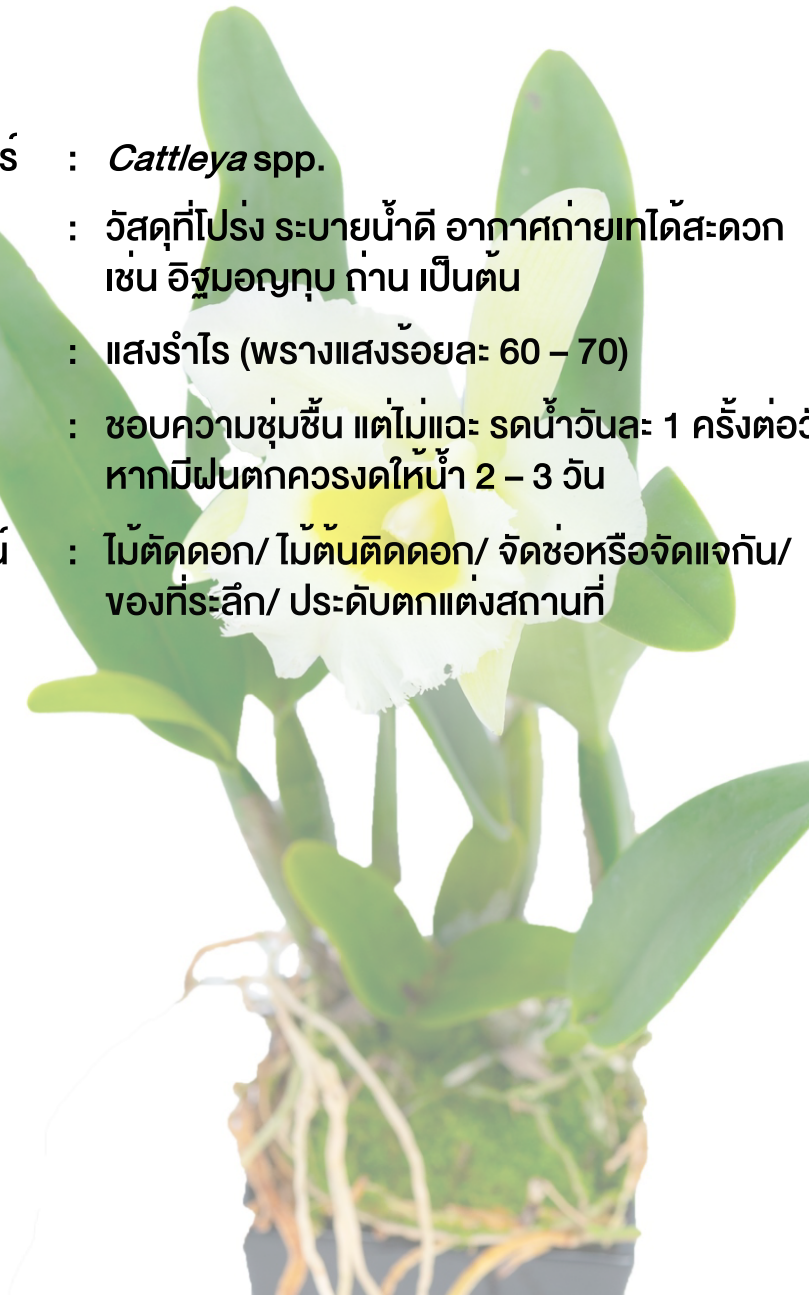 : Cattleya spp.
: วัสดุที่โปร่ง ระบายน้ำดี อากาศถ่ายเทได้สะดวก
เช่น อิฐมอญทุบ ถ่าน เป็นต้น
: แสงรำไร (พรางแสงร้อยละ 60 – 70)
: ชอบความชุ่มชื้น แต่ไม่แฉะ รดน้ำวันละ 1 ครั้งต่อ
หากมีฝนตกควรงดให้น้ำ 2 – 3 วัน
: ไม้ตัดดอก/ ไม้ต้นติดดอก/ จัดช่อหรือจัดแจกัน/
ของที่ระลึก/ ประดับตกแต่งสถานที่